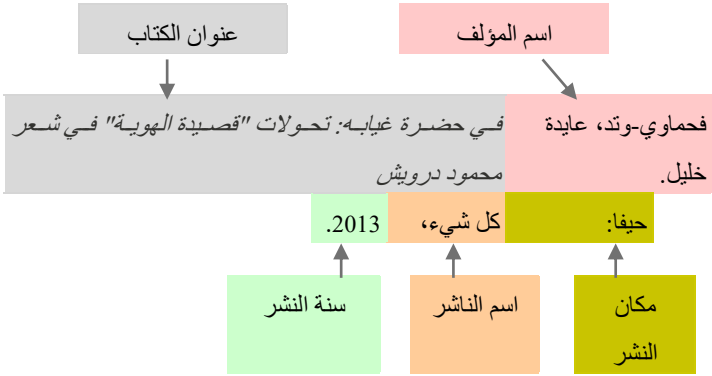 اسم المؤلف
عنوان الكتاب
فحماوي-وتد، عايدة
خليل.
في حضرة غيابه: تحولات "قصيدة الهوية" في شعر
محمود درويش
حيفا: كل شيء، 2013.
مكان
النشر
اسم الناشر
سنة النشر